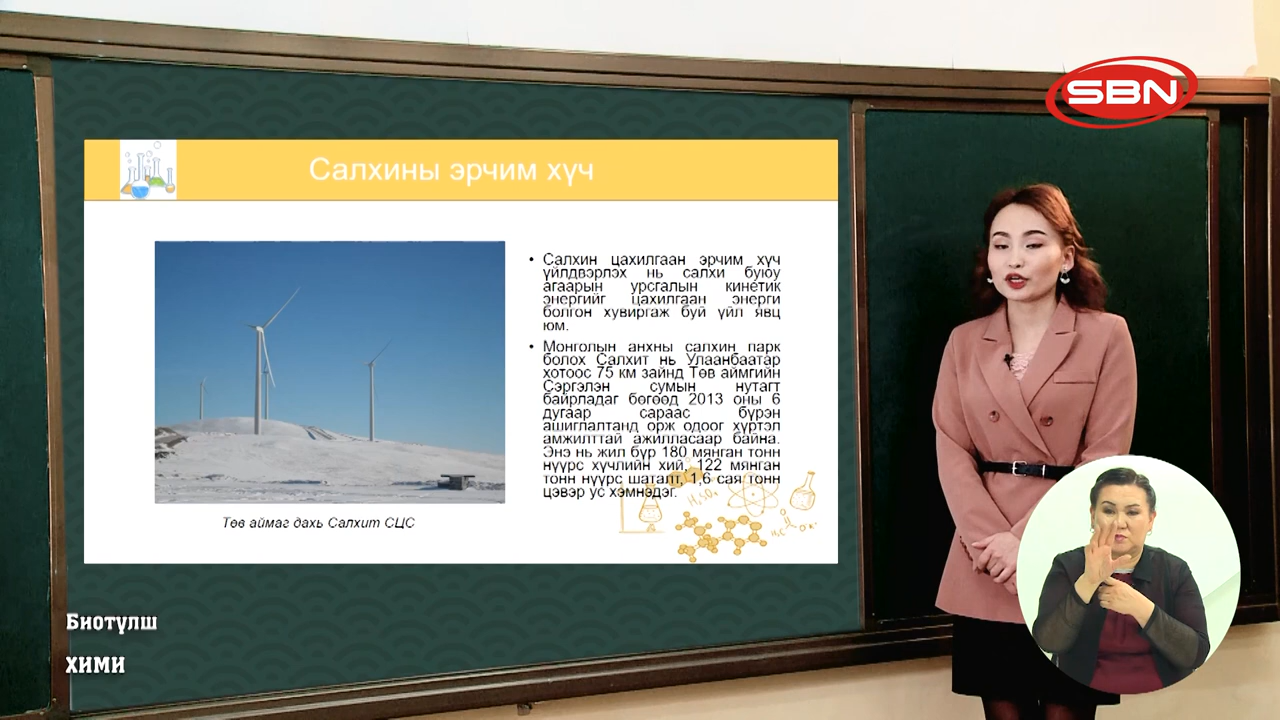 SBN
Салхины эрчим хүч
• Салхин цахилгаан эрчим хүч
үйлдвэрлэх нь салхи буюу
агаарын урсгалын кинетик
энергийг цахилгаан энерги
болгон хувиргаж буй үйл явц
юм.
• Монголын анхны салхин парк
болох Салхит нь Улаанбаатар
хотоос 75 км зайнд Төв аймгийн
Сэргэлэн сумын нутагт
байрладаг бөгөөд 2013 оны 6
дугаар сараас бүрэн
ашиглалтанд орж одоог хүртэл
амжилттай ажилласаар байна.
Энэ нь жил бүр 180 мянган тонн
нүүрс хүчлийн хий, 122 мянган
тонн нүүрс шаталт, 1,6 сая тонн
цэвэр ус хэмнэдэг.
Төв аймаг дахь Салхит СЦС
H₂SO₄
Биотүлш
ХИМИ